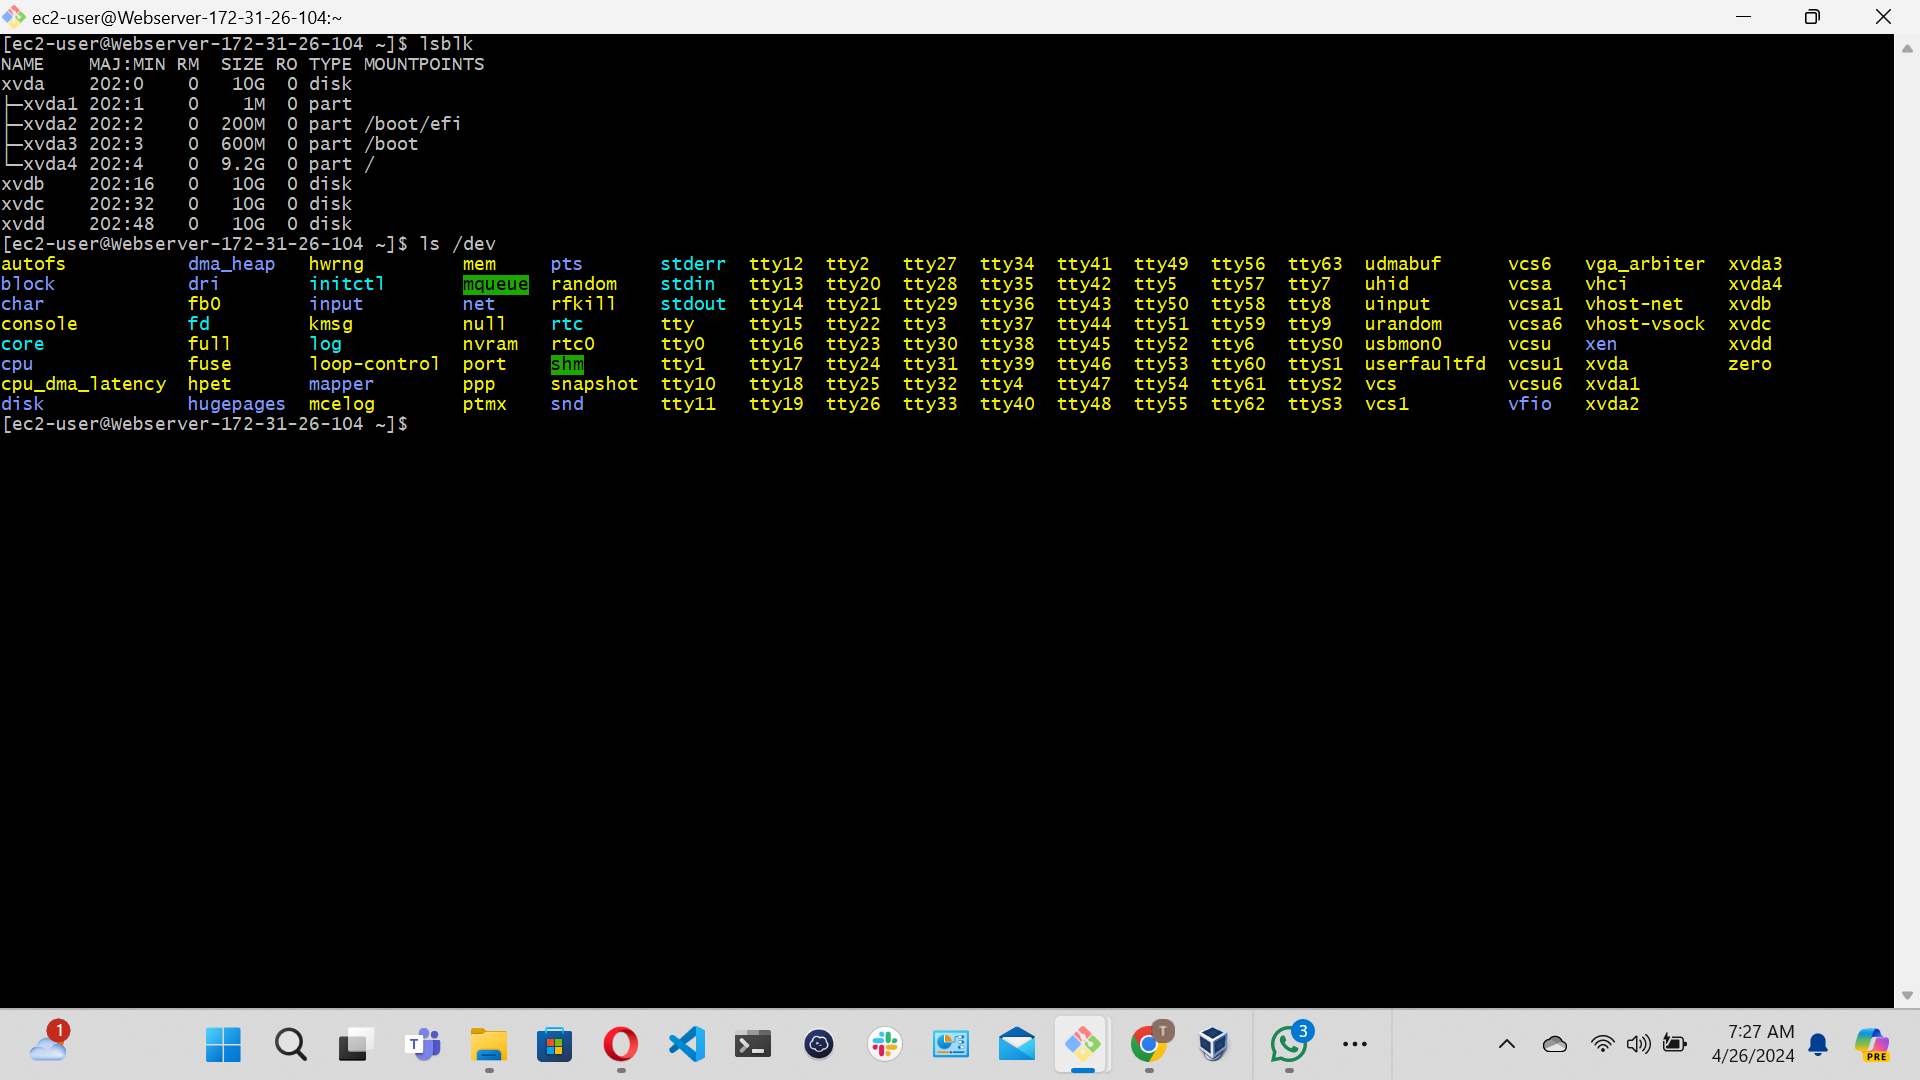 ec2-user@Webserver-172-31-26-104:~
[ec2-user@Webserver-172-31-26-104 ~]$ lsblk
NAME    MAJ:MIN RM  SIZE RO TYPE MOUNTPOINTS
xvda    202:0    0   10G  0 disk
├─xvda1 202:1    0    1M  0 part
├─xvda2 202:2    0  200M  0 part /boot/efi
├─xvda3 202:3    0  600M  0 part /boot
└─xvda4 202:4    0  9.2G  0 part /
xvdb    202:16   0   10G  0 disk
xvdc    202:32   0   10G  0 disk
xvdd    202:48   0   10G  0 disk
[ec2-user@Webserver-172-31-26-104 ~]$ ls /dev
autofs           dma_heap   hwrng         mem     pts       stderr  tty12  tty2   tty27  tty34  tty41  tty49  tty56  tty63  udmabuf      vcs6   vga_arbiter  xvda3
block            dri        initctl       mqueue  random    stdin   tty13  tty20  tty28  tty35  tty42  tty5   tty57  tty7   uhid         vcsa   vhci         xvda4
char             fb0        input         net     rfkill    stdout  tty14  tty21  tty29  tty36  tty43  tty50  tty58  tty8   uinput       vcsa1  vhost-net    xvdb
console          fd         kmsg          null    rtc       tty     tty15  tty22  tty3   tty37  tty44  tty51  tty59  tty9   urandom      vcsa6  vhost-vsock  xvdc
core             full       log           nvram   rtc0      tty0    tty16  tty23  tty30  tty38  tty45  tty52  tty6   ttyS0  usbmon0      vcsu   xen          xvdd
cpu              fuse       loop-control  port    shm       tty1    tty17  tty24  tty31  tty39  tty46  tty53  tty60  ttyS1  userfaultfd  vcsu1  xvda         zero
cpu_dma_latency  hpet       mapper        ppp     snapshot  tty10   tty18  tty25  tty32  tty4   tty47  tty54  tty61  ttyS2  vcs          vcsu6  xvda1
disk             hugepages  mcelog        ptmx    snd       tty11   tty19  tty26  tty33  tty40  tty48  tty55  tty62  ttyS3  vcs1         vfio   xvda2
[ec2-user@Webserver-172-31-26-104 ~]$
1
T
T
3
7:27 AM
4/26/2024
PRE